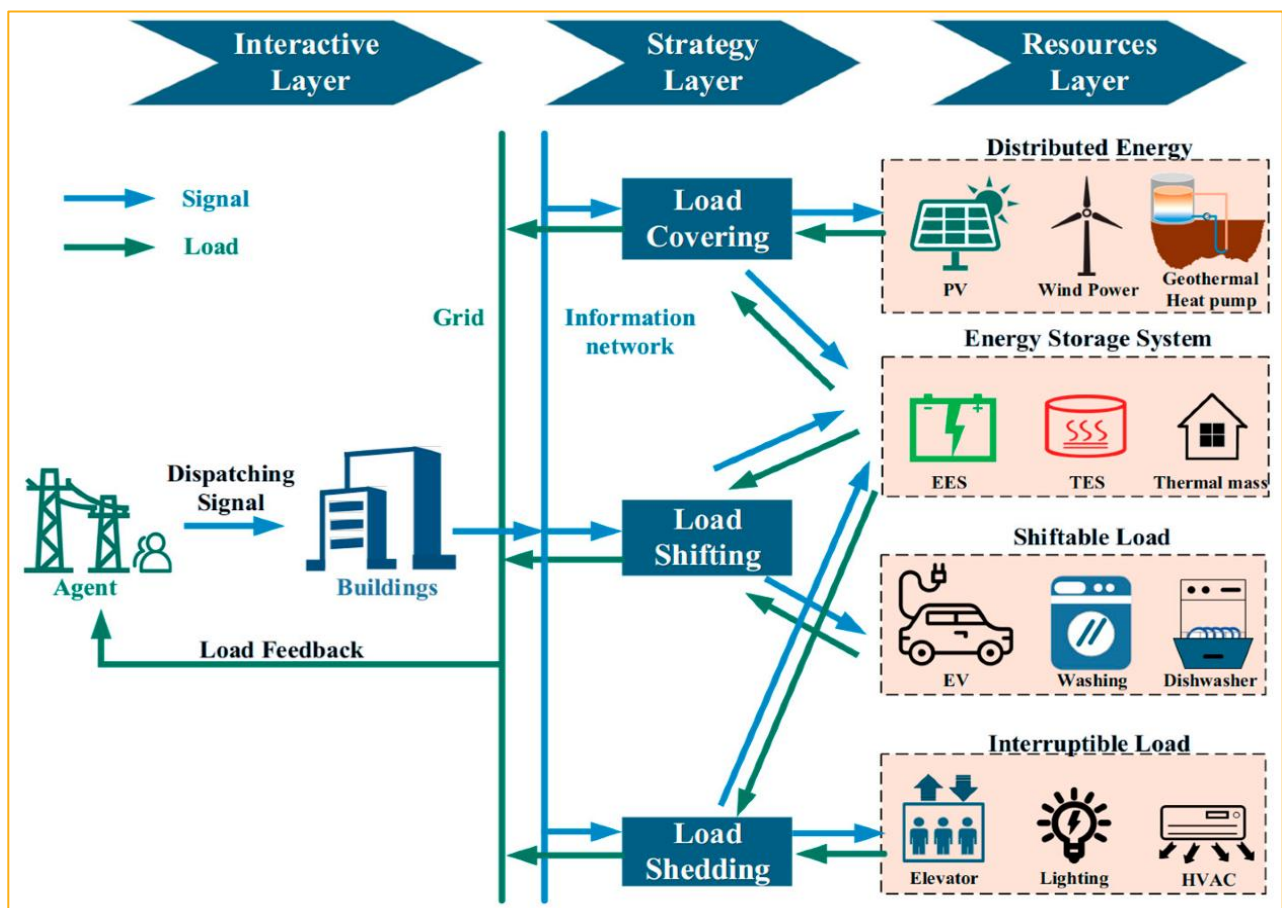 Interactive
Layer
Strategy
Layer
Resources
Layer
Signal
Load
Grid
Information
network
Agent
Dispatching
Signal
Buildings
Load Feedback
Load
Covering
Load
Shifting
Load
Shedding
Distributed Energy
PV
Wind Power
Geothermal
Heat pump
Energy Storage System
EES
TES
Thermal mass
Shiftable Load
EV
Washing
Dishwasher
Interruptible Load
Elevator
Lighting
HVAC